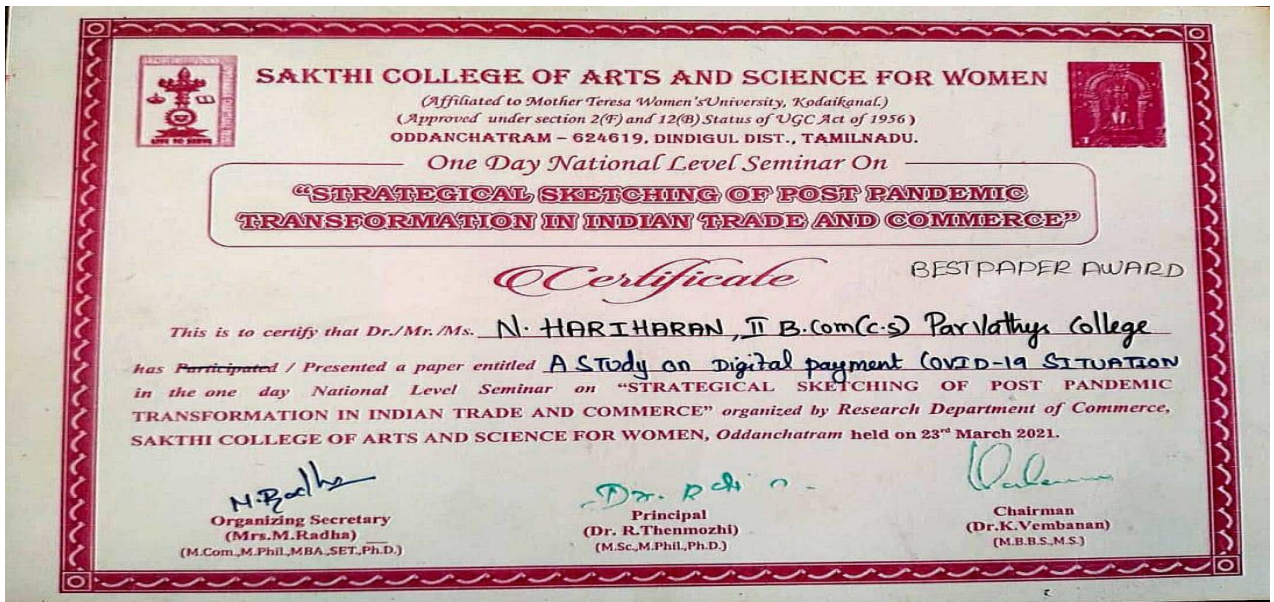 SAKTHI COLLEGE OF ARTS AND SCIENCE FOR WOMEN
(Affiliated to Mother Teresa Women'sUniversity, Kodaikanal.)
(Approved under section 2(F) and 12(B) Status of UGC Act of 1956)
ODDANCHATRAM – 624619, DINDIGUL DIST., TAMILNADU.
LIVE TO SERVE
One Day National Level Seminar On
“STRATEGICAL SKETCHING OF POST PANDEMIC
TRANSFORMATION IN INDIAN TRADE AND COMMERCE”
Certificate
BEST PAPER AWARD
This is to certify that Dr./Mr./Ms. N. HARIHARAN, II B.Com(C.S) Parvathys College
has Participated / Presented a paper entitled A STudy on Digital payment COVID-19 SITUATION
in the one day National Level Seminar on “STRATEGICAL SKETCHING OF POST PANDEMIC
TRANSFORMATION IN INDIAN TRADE AND COMMERCE” organized by Research Department of Commerce,
SAKTHI COLLEGE OF ARTS AND SCIENCE FOR WOMEN, Oddanchatram held on 23rd March 2021.
Organizing Secretary
(Mrs.M.Radha)
(M.Com.,M.Phil.,MBA.,SET.,Ph.D.)
Principal
(Dr. R.Thenmozhi)
(M.Sc.,M.Phil.,Ph.D.)
Chairman
(Dr.K.Vembanan)
(M.B.B.S.,M.S.)